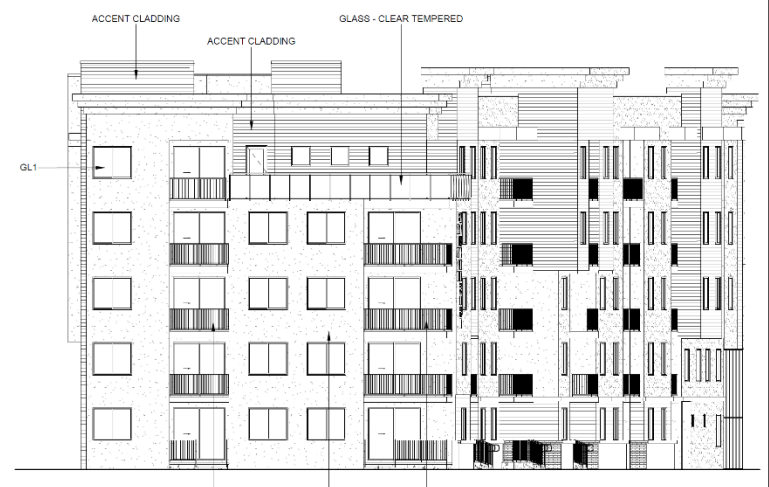 ACCENT CLADDING
GLASS - CLEAR TEMPERED
ACCENT CLADDING
GL1